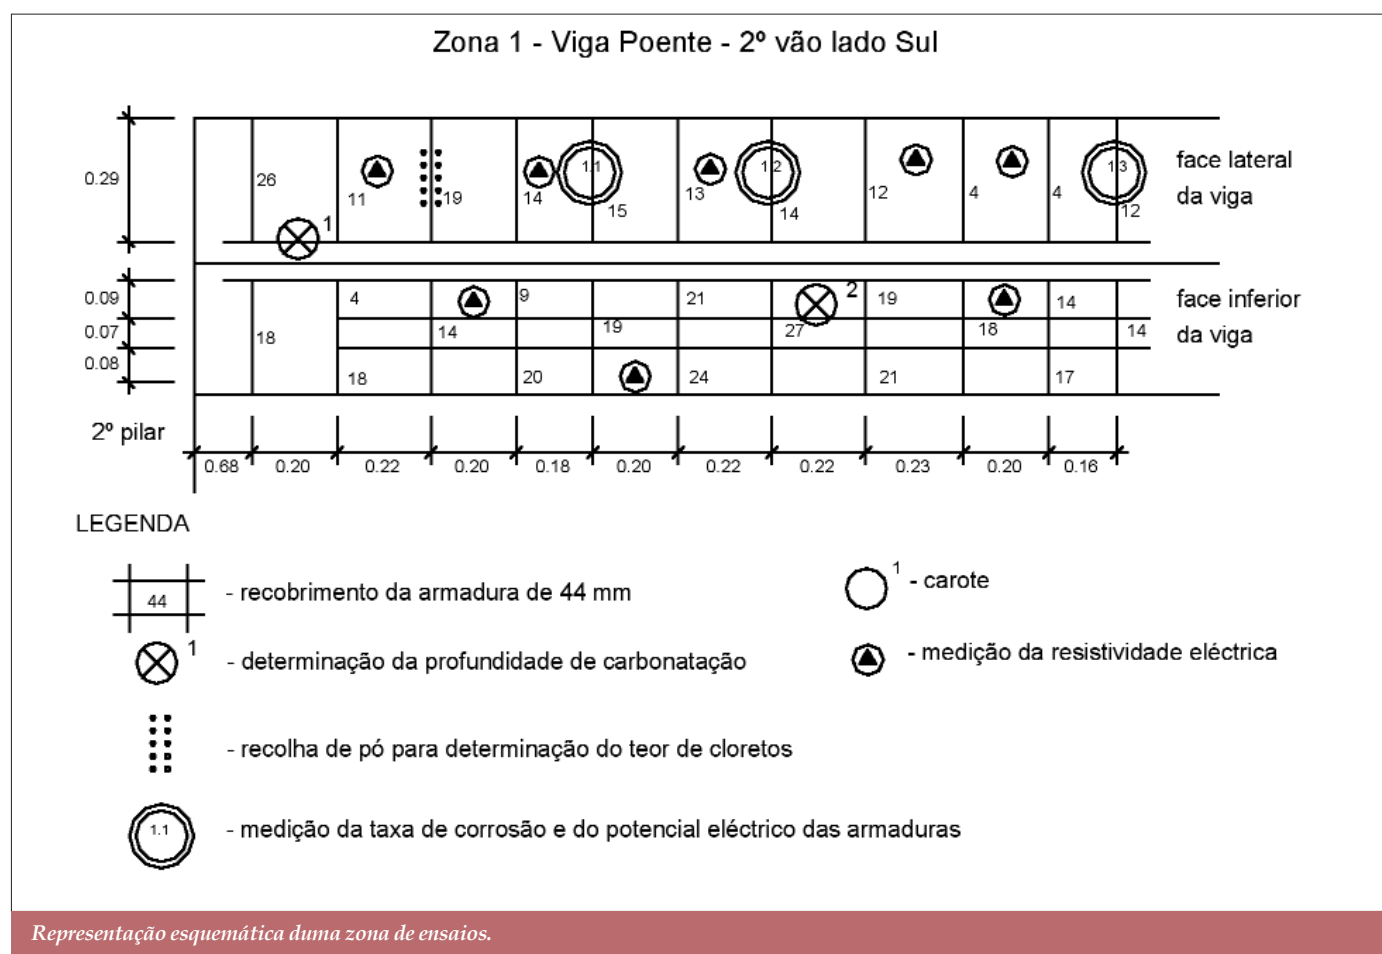 Zona 1 - Viga Poente - 2º vão lado Sul
0.29
26
11
19
14
1.1
15
13
1.2
14
12
4
4
1.3
12
1
face lateral
da viga
0.09
0.07
0.08
4
9
21
2
19
14
18
14
19
27
18
14
18
20
24
21
17
face inferior
da viga
2º pilar
0.68 0.20 0.22 0.20 0.18 0.20 0.22 0.22 0.23 0.20 0.16
LEGENDA
44
- recobrimento da armadura de 44 mm
1
- carote
1
- determinação da profundidade de carbonatação
- medição da resistividade eléctrica
- recolha de pó para determinação do teor de cloretos
1.1
- medição da taxa de corrosão e do potencial eléctrico das armaduras
Representação esquemática duma zona de ensaios.